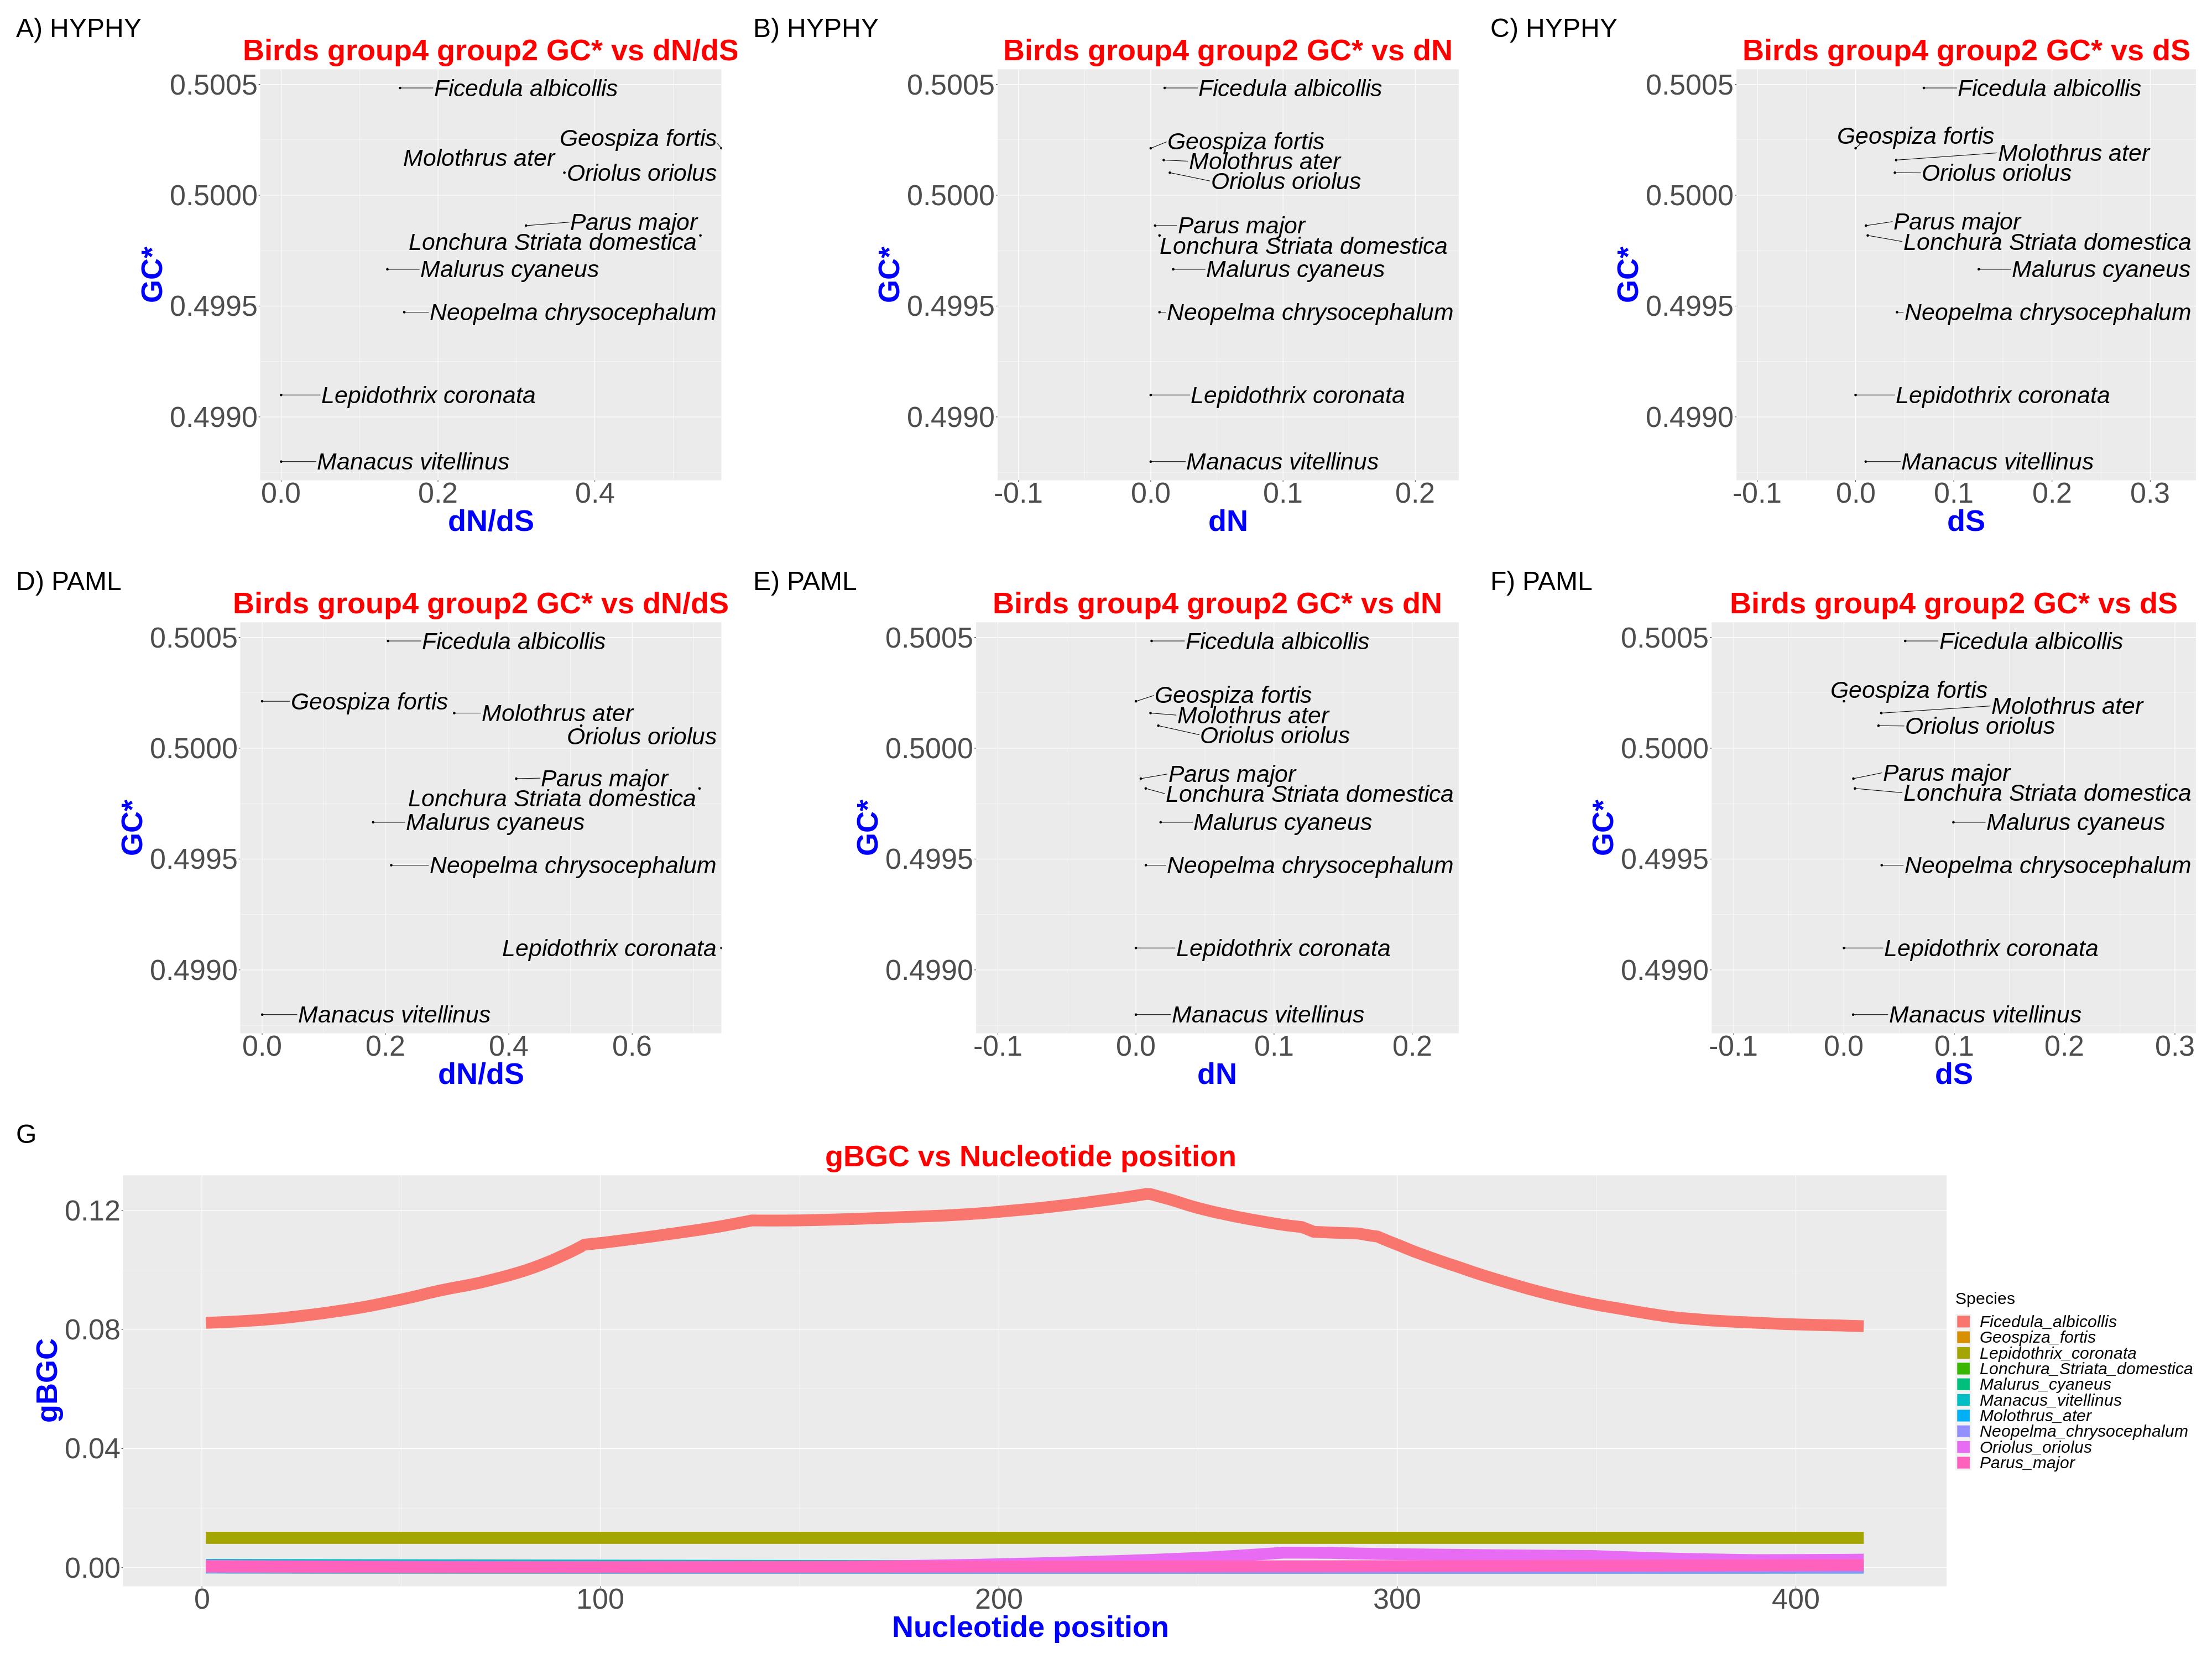 A) HYPHY
Birds group4 group2 GC* vs dN/dS
0.5005
0.5000
0.4995
0.4990
GC*
Ficedula albicollis
Geospiza fortis
Molothrus ater
Oriolus oriolus
Parus major
Lonchura Striata domestica
Malurus cyaneus
Neopelma chrysocephalum
Lepidothrix coronata
Manacus vitellinus
0.0 0.2 0.4
dN/dS
B) HYPHY
Birds group4 group2 GC* vs dN
0.5005
0.5000
0.4995
0.4990
GC*
Ficedula albicollis
Geospiza fortis
Molothrus ater
Oriolus oriolus
Parus major
Lonchura Striata domestica
Malurus cyaneus
Neopelma chrysocephalum
Lepidothrix coronata
Manacus vitellinus
-0.1 0.0 0.1 0.2
dN
C) HYPHY
Birds group4 group2 GC* vs dS
0.5005
0.5000
0.4995
0.4990
GC*
Ficedula albicollis
Geospiza fortis
Molothrus ater
Oriolus oriolus
Parus major
Lonchura Striata domestica
Malurus cyaneus
Neopelma chrysocephalum
Lepidothrix coronata
Manacus vitellinus
-0.1 0.0 0.1 0.2 0.3
dS
D) PAML
Birds group4 group2 GC* vs dN/dS
0.5005
0.5000
0.4995
0.4990
GC*
Ficedula albicollis
Geospiza fortis
Molothrus ater
Oriolus oriolus
Parus major
Lonchura Striata domestica
Malurus cyaneus
Neopelma chrysocephalum
Lepidothrix coronata
Manacus vitellinus
0.0 0.2 0.4 0.6
dN/dS
E) PAML
Birds group4 group2 GC* vs dN
0.5005
0.5000
0.4995
0.4990
GC*
Ficedula albicollis
Geospiza fortis
Molothrus ater
Oriolus oriolus
Parus major
Lonchura Striata domestica
Malurus cyaneus
Neopelma chrysocephalum
Lepidothrix coronata
Manacus vitellinus
-0.1 0.0 0.1 0.2
dN
F) PAML
Birds group4 group2 GC* vs dS
0.5005
0.5000
0.4995
0.4990
GC*
Ficedula albicollis
Geospiza fortis
Molothrus ater
Oriolus oriolus
Parus major
Lonchura Striata domestica
Malurus cyaneus
Neopelma chrysocephalum
Lepidothrix coronata
Manacus vitellinus
-0.1 0.0 0.1 0.2 0.3
dS
G
gBGC vs Nucleotide position
0.12
0.08
0.04
0.00
gBGC
0 100 200 300 400
Nucleotide position
Species
Ficedula_albicollis
Geospiza_fortis
Lepidothrix_coronata
Lonchura_Striata_domestica
Malurus_cyaneus
Manacus_vitellinus
Molothrus_ater
Neopelma_chrysocephalum
Oriolus_oriolus
Parus_major